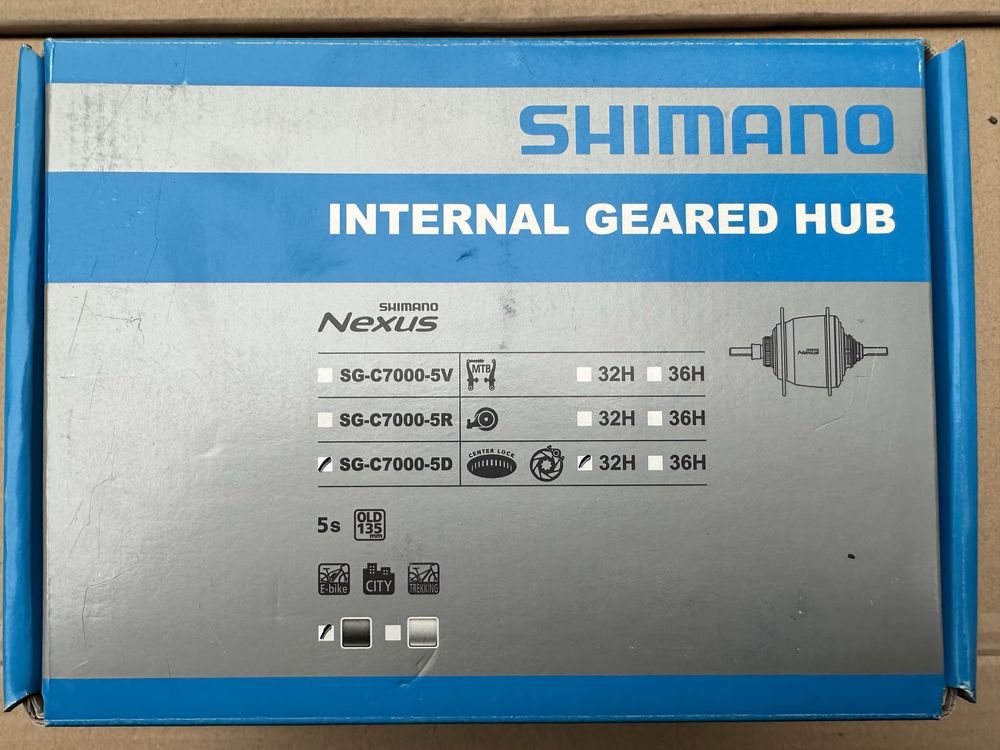 SHIMANO
INTERNAL GEARED HUB
SHIMANO
Nexus
SG-C7000-5V MTB 32H 36H
SG-C7000-5R 32H 36H
SG-C7000-5D CENTER LOCK 32H 36H
5s OLD 135 mm
E-bike CITY TREKKING
SHIMANO
Nexus